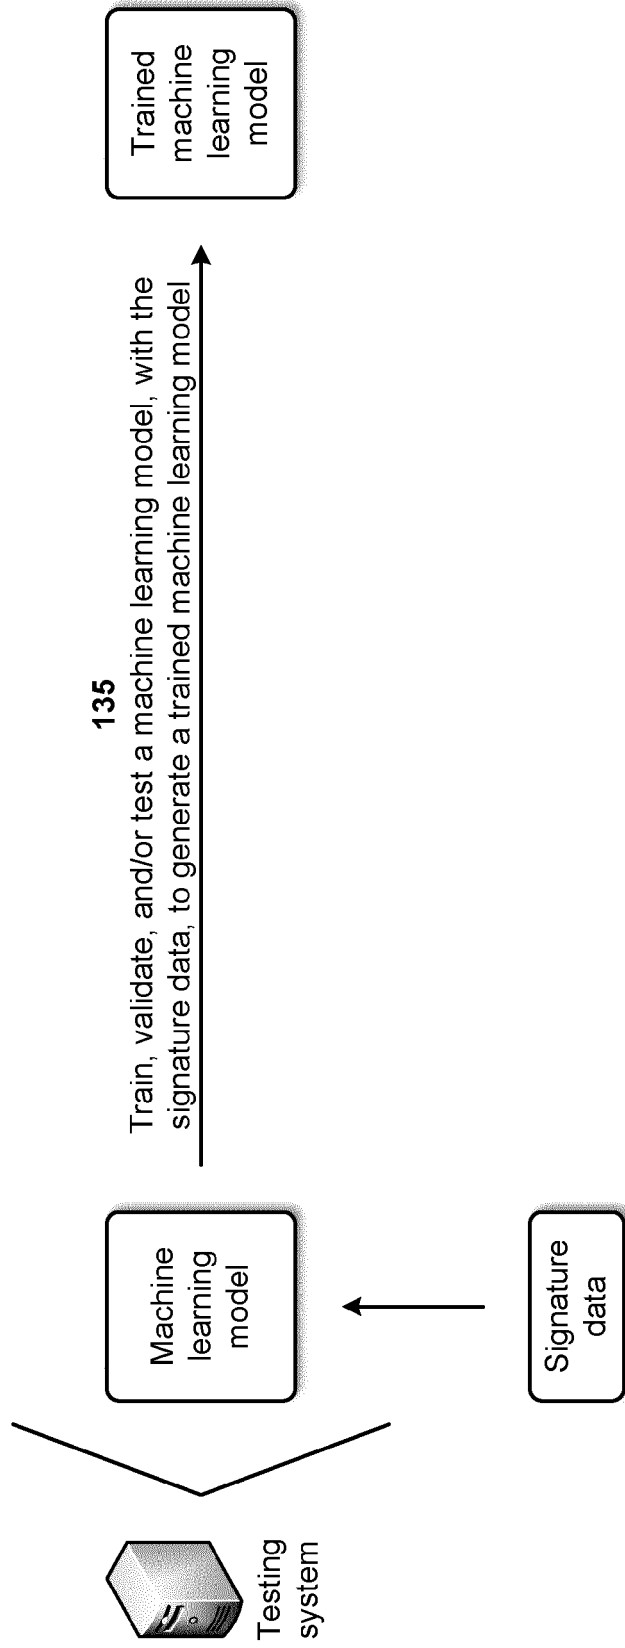 Testing
system
Machine
learning
model
Signature
data
135
Train, validate, and/or test a machine learning model, with the
signature data, to generate a trained machine learning model
Trained
machine
learning
model